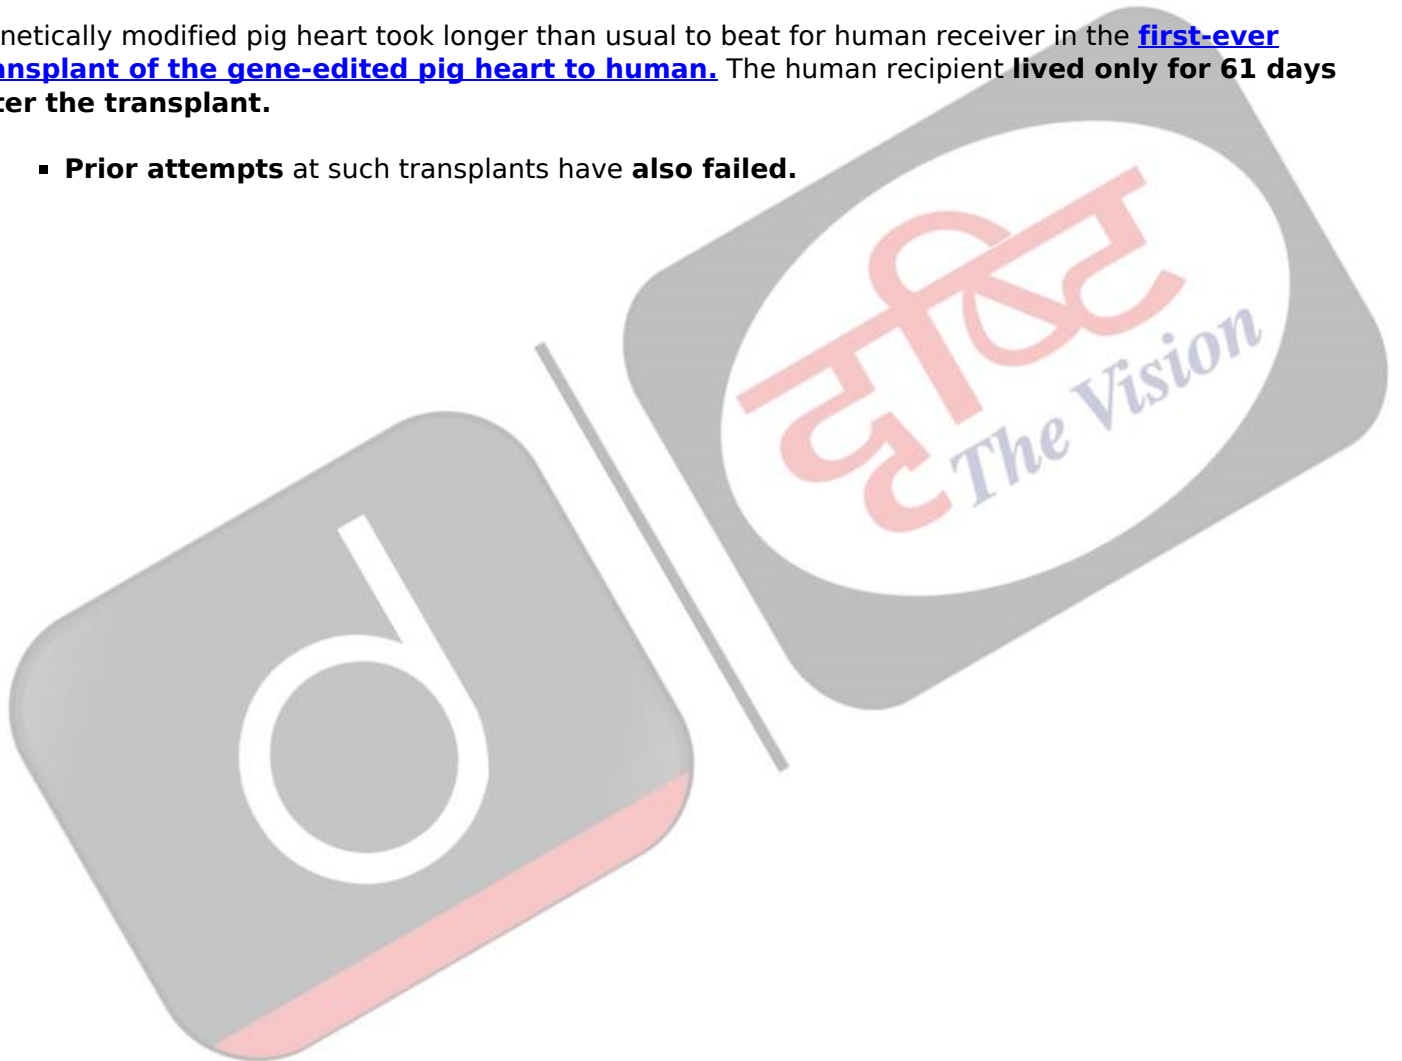 netically modified pig heart took longer than usual to beat for human receiver in the first-ever
ansplant of the gene-edited pig heart to human. The human recipient lived only for 61 days
ter the transplant.
▪ Prior attempts at such transplants have also failed.
दृष्टि
The Vision
d